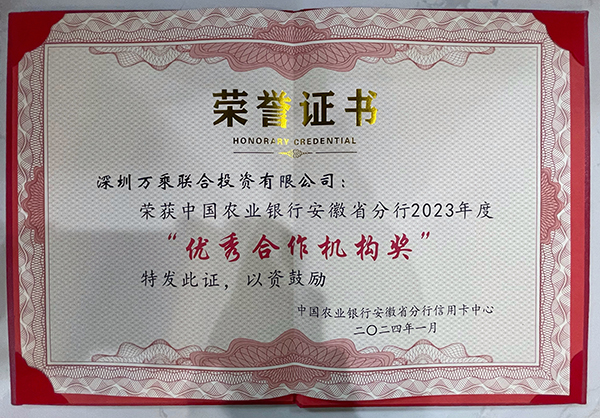 荣誉证书
HONORARY CREDENTIAL
深圳万乘联合投资有限公司：
荣获中国农业银行安徽省分行2023年度
“优秀合作机构奖”
特发此证，以资鼓励
中国农业银行安徽省分行信用卡中心
二〇二四年一月